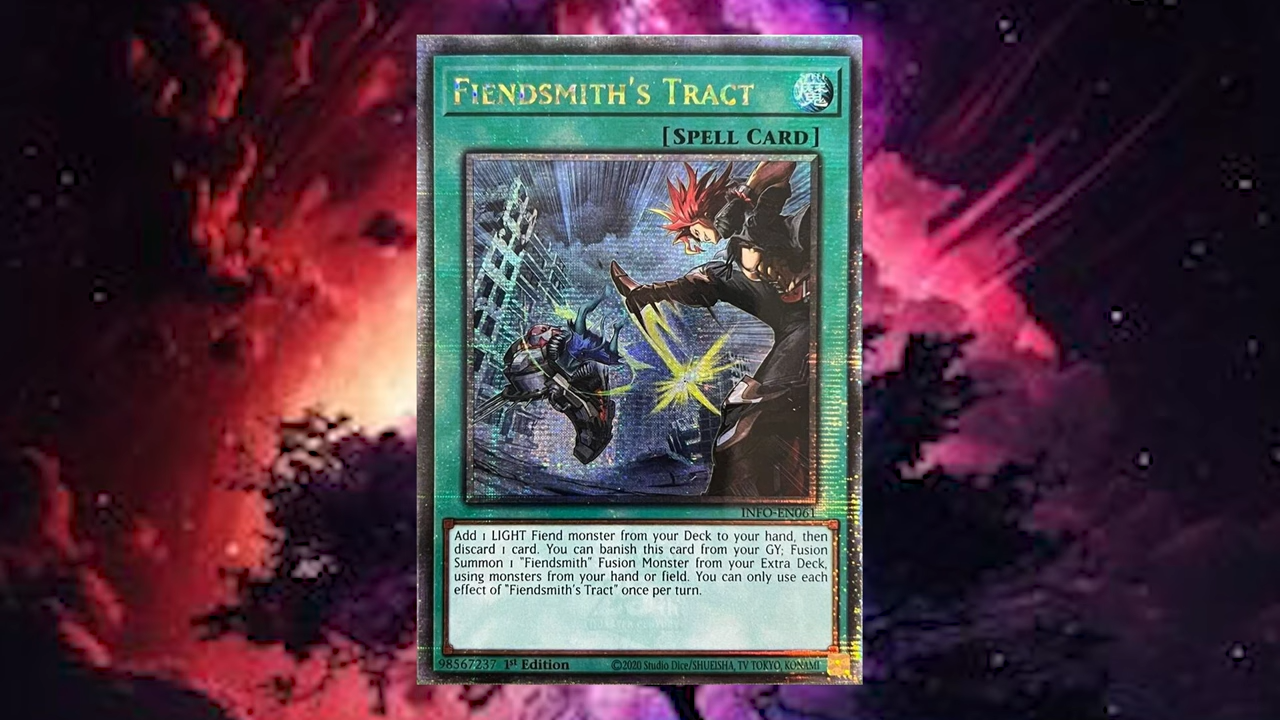 FIENDSMITH'S TRACT
魔
[SPELL CARD]
INFO-EN061
Add 1 LIGHT Fiend monster from your Deck to your hand, then
discard 1 card. You can banish this card from your GY; Fusion
Summon 1 "Fiendsmith" Fusion Monster from your Extra Deck,
using monsters from your hand or field. You can only use each
effect of "Fiendsmith's Tract" once per turn.
98567237 1st Edition ©2020 Studio Dice/SHUEISHA, TV TOKYO, KONAMI